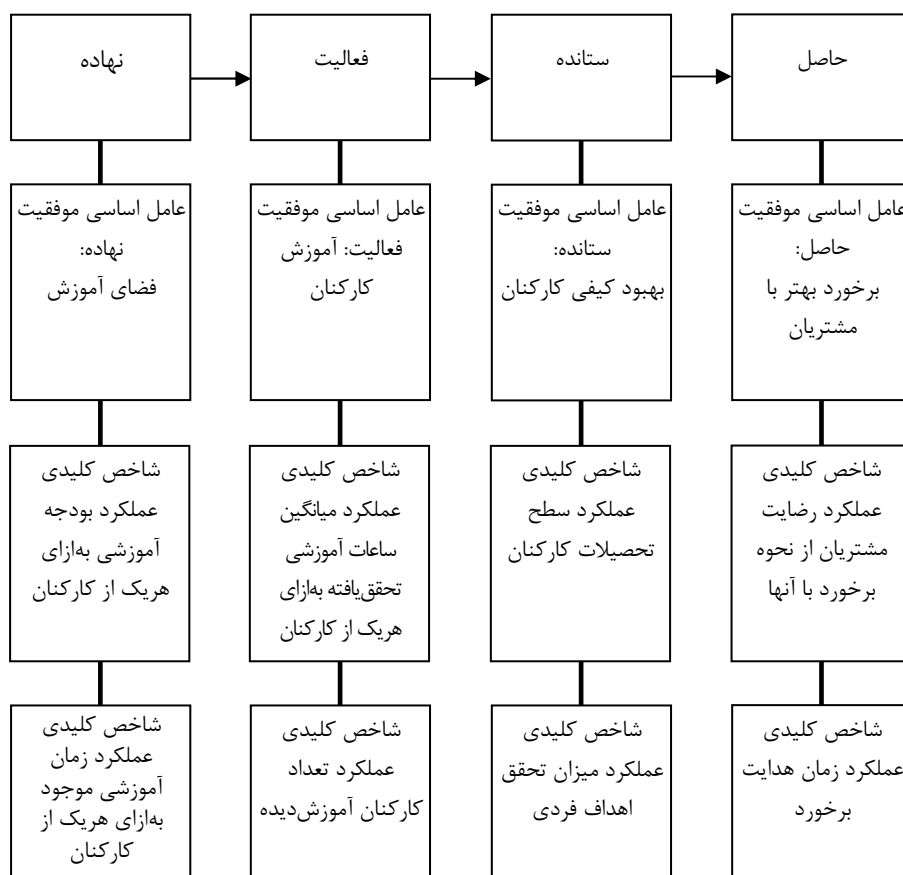 نهاده
فعالیت
ستانده
حاصل
عامل اساسی موفقیت
نهاده:
فضای آموزش
عامل اساسی موفقیت
فعالیت: آموزش
کارکنان
عامل اساسی موفقیت
ستانده:
بهبود کیفی کارکنان
عامل اساسی موفقیت
حاصل:
برخورد بهتر با
مشتریان
شاخص کلیدی
عملکرد بودجه
آموزشی به‌ازای
هریک از کارکنان
شاخص کلیدی
عملکرد میانگین
ساعات آموزشی
تحقق‌یافته به‌ازای
هریک از کارکنان
شاخص کلیدی
عملکرد سطح
تحصیلات کارکنان
شاخص کلیدی
عملکرد رضایت
مشتریان از نحوه
برخورد با آنها
شاخص کلیدی
عملکرد زمان
آموزشی موجود
به‌ازای هریک از
کارکنان
شاخص کلیدی
عملکرد تعداد
کارکنان آموزش‌دیده
شاخص کلیدی
عملکرد میزان تحقق
اهداف فردی
شاخص کلیدی
عملکرد زمان هدایت
برخورد